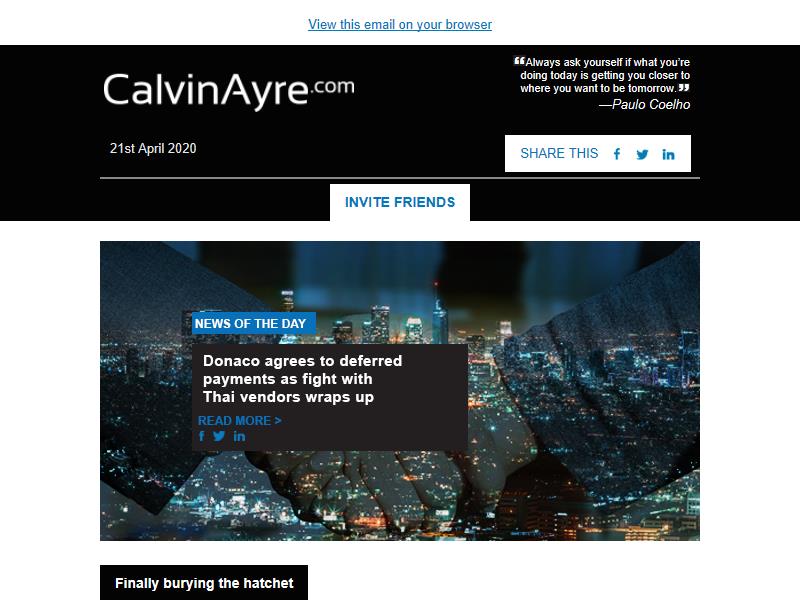 View this email on your browser
CalvinAyre.com
❝Always ask yourself if what you're
doing today is getting you closer to
where you want to be tomorrow.❞
—Paulo Coelho
21st April 2020
SHARE THIS
INVITE FRIENDS
NEWS OF THE DAY
Donaco agrees to deferred
payments as fight with
Thai vendors wraps up
READ MORE >
Finally burying the hatchet